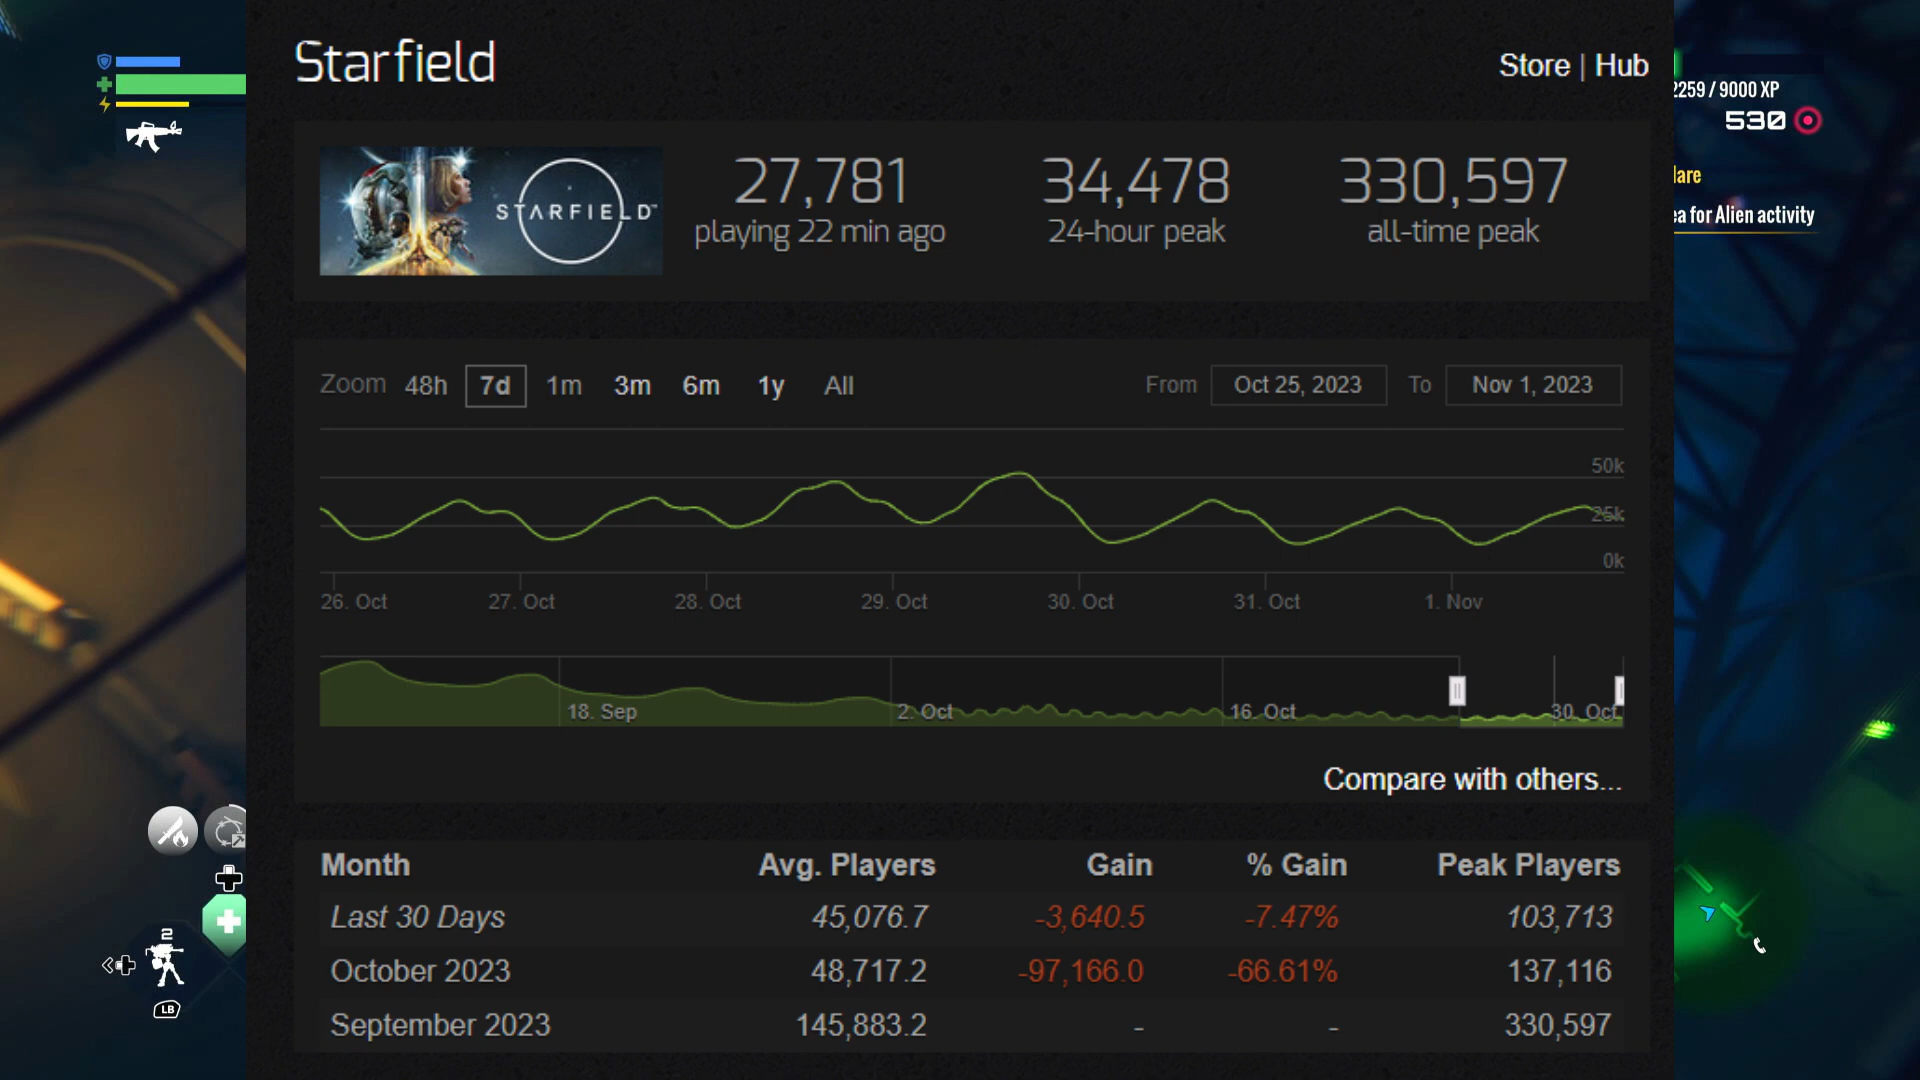 Starfield
Store | Hub
2259 / 9000 XP
530
lare
ea for Alien activity
STARFIELD™
27,781
playing 22 min ago
34,478
24-hour peak
330,597
all-time peak
Zoom 48h 7d 1m 3m 6m 1y All
From Oct 25, 2023 To Nov 1, 2023
50k
25k
0k
26. Oct 27. Oct 28. Oct 29. Oct 30. Oct 31. Oct 1. Nov
18. Sep 2. Oct 16. Oct 30. Oct
Compare with others...
Month Avg. Players Gain % Gain Peak Players
Last 30 Days 45,076.7 -3,640.5 -7.47% 103,713
October 2023 48,717.2 -97,166.0 -66.61% 137,116
September 2023 145,883.2 - - 330,597
2
LB